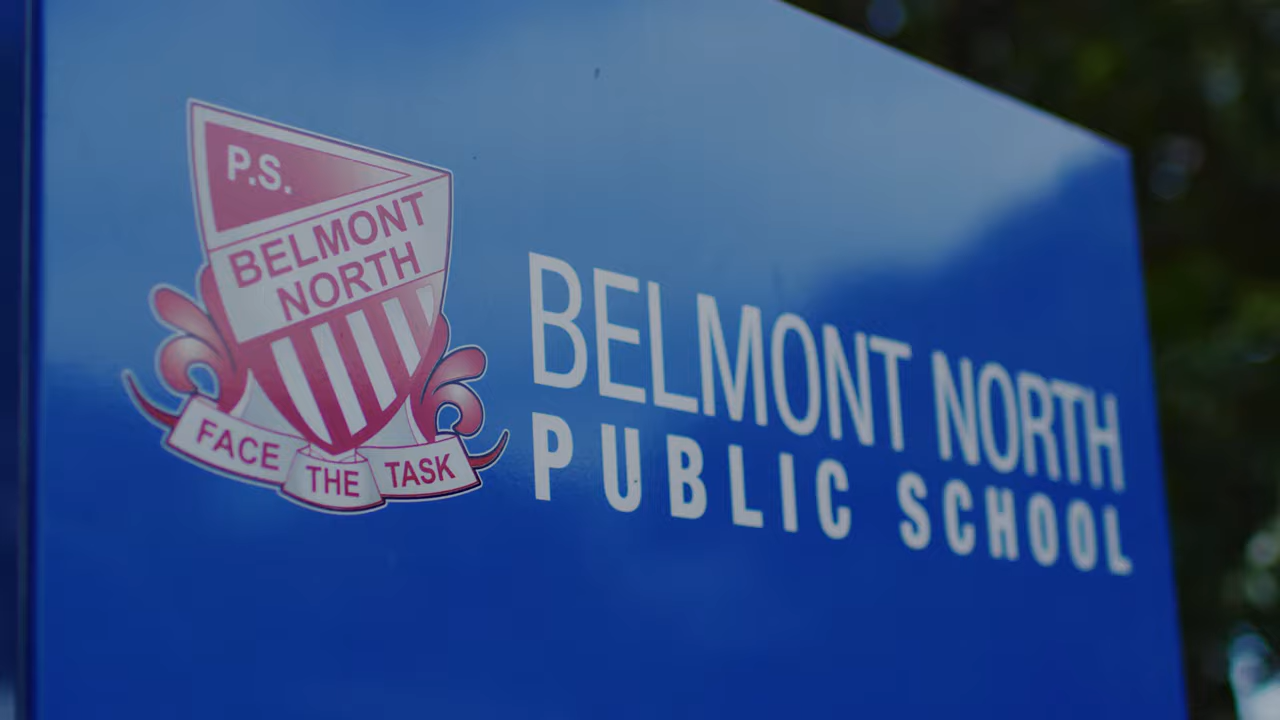 P.S.
BELMONT
NORTH
FACE THE TASK
BELMONT NORTH
PUBLIC SCHOOL